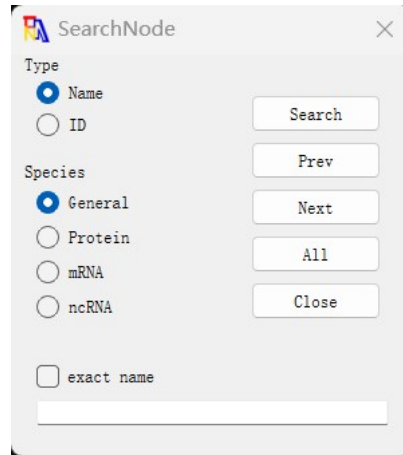 SearchNode
Type
Name
ID
Search
Prev
Species
General
Next
Protein
All
mRNA
ncRNA
Close
exact name